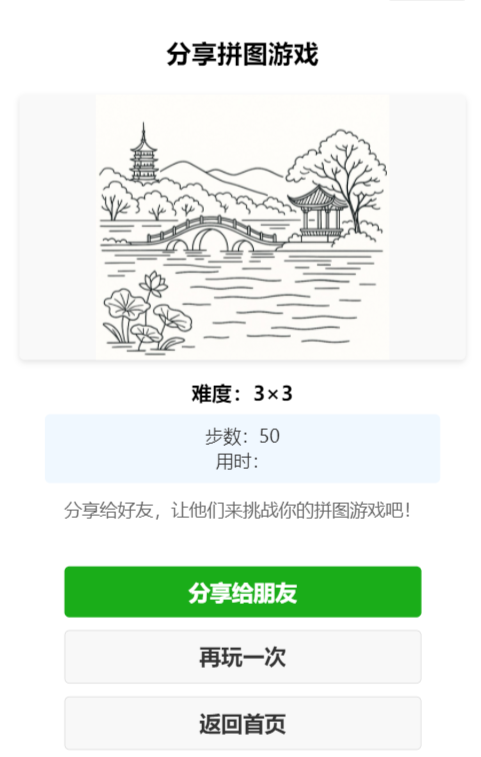 分享拼图游戏
难度：3×3
步数：50
用时：
分享给好友，让他们来挑战你的拼图游戏吧！
分享给朋友
再玩一次
返回首页